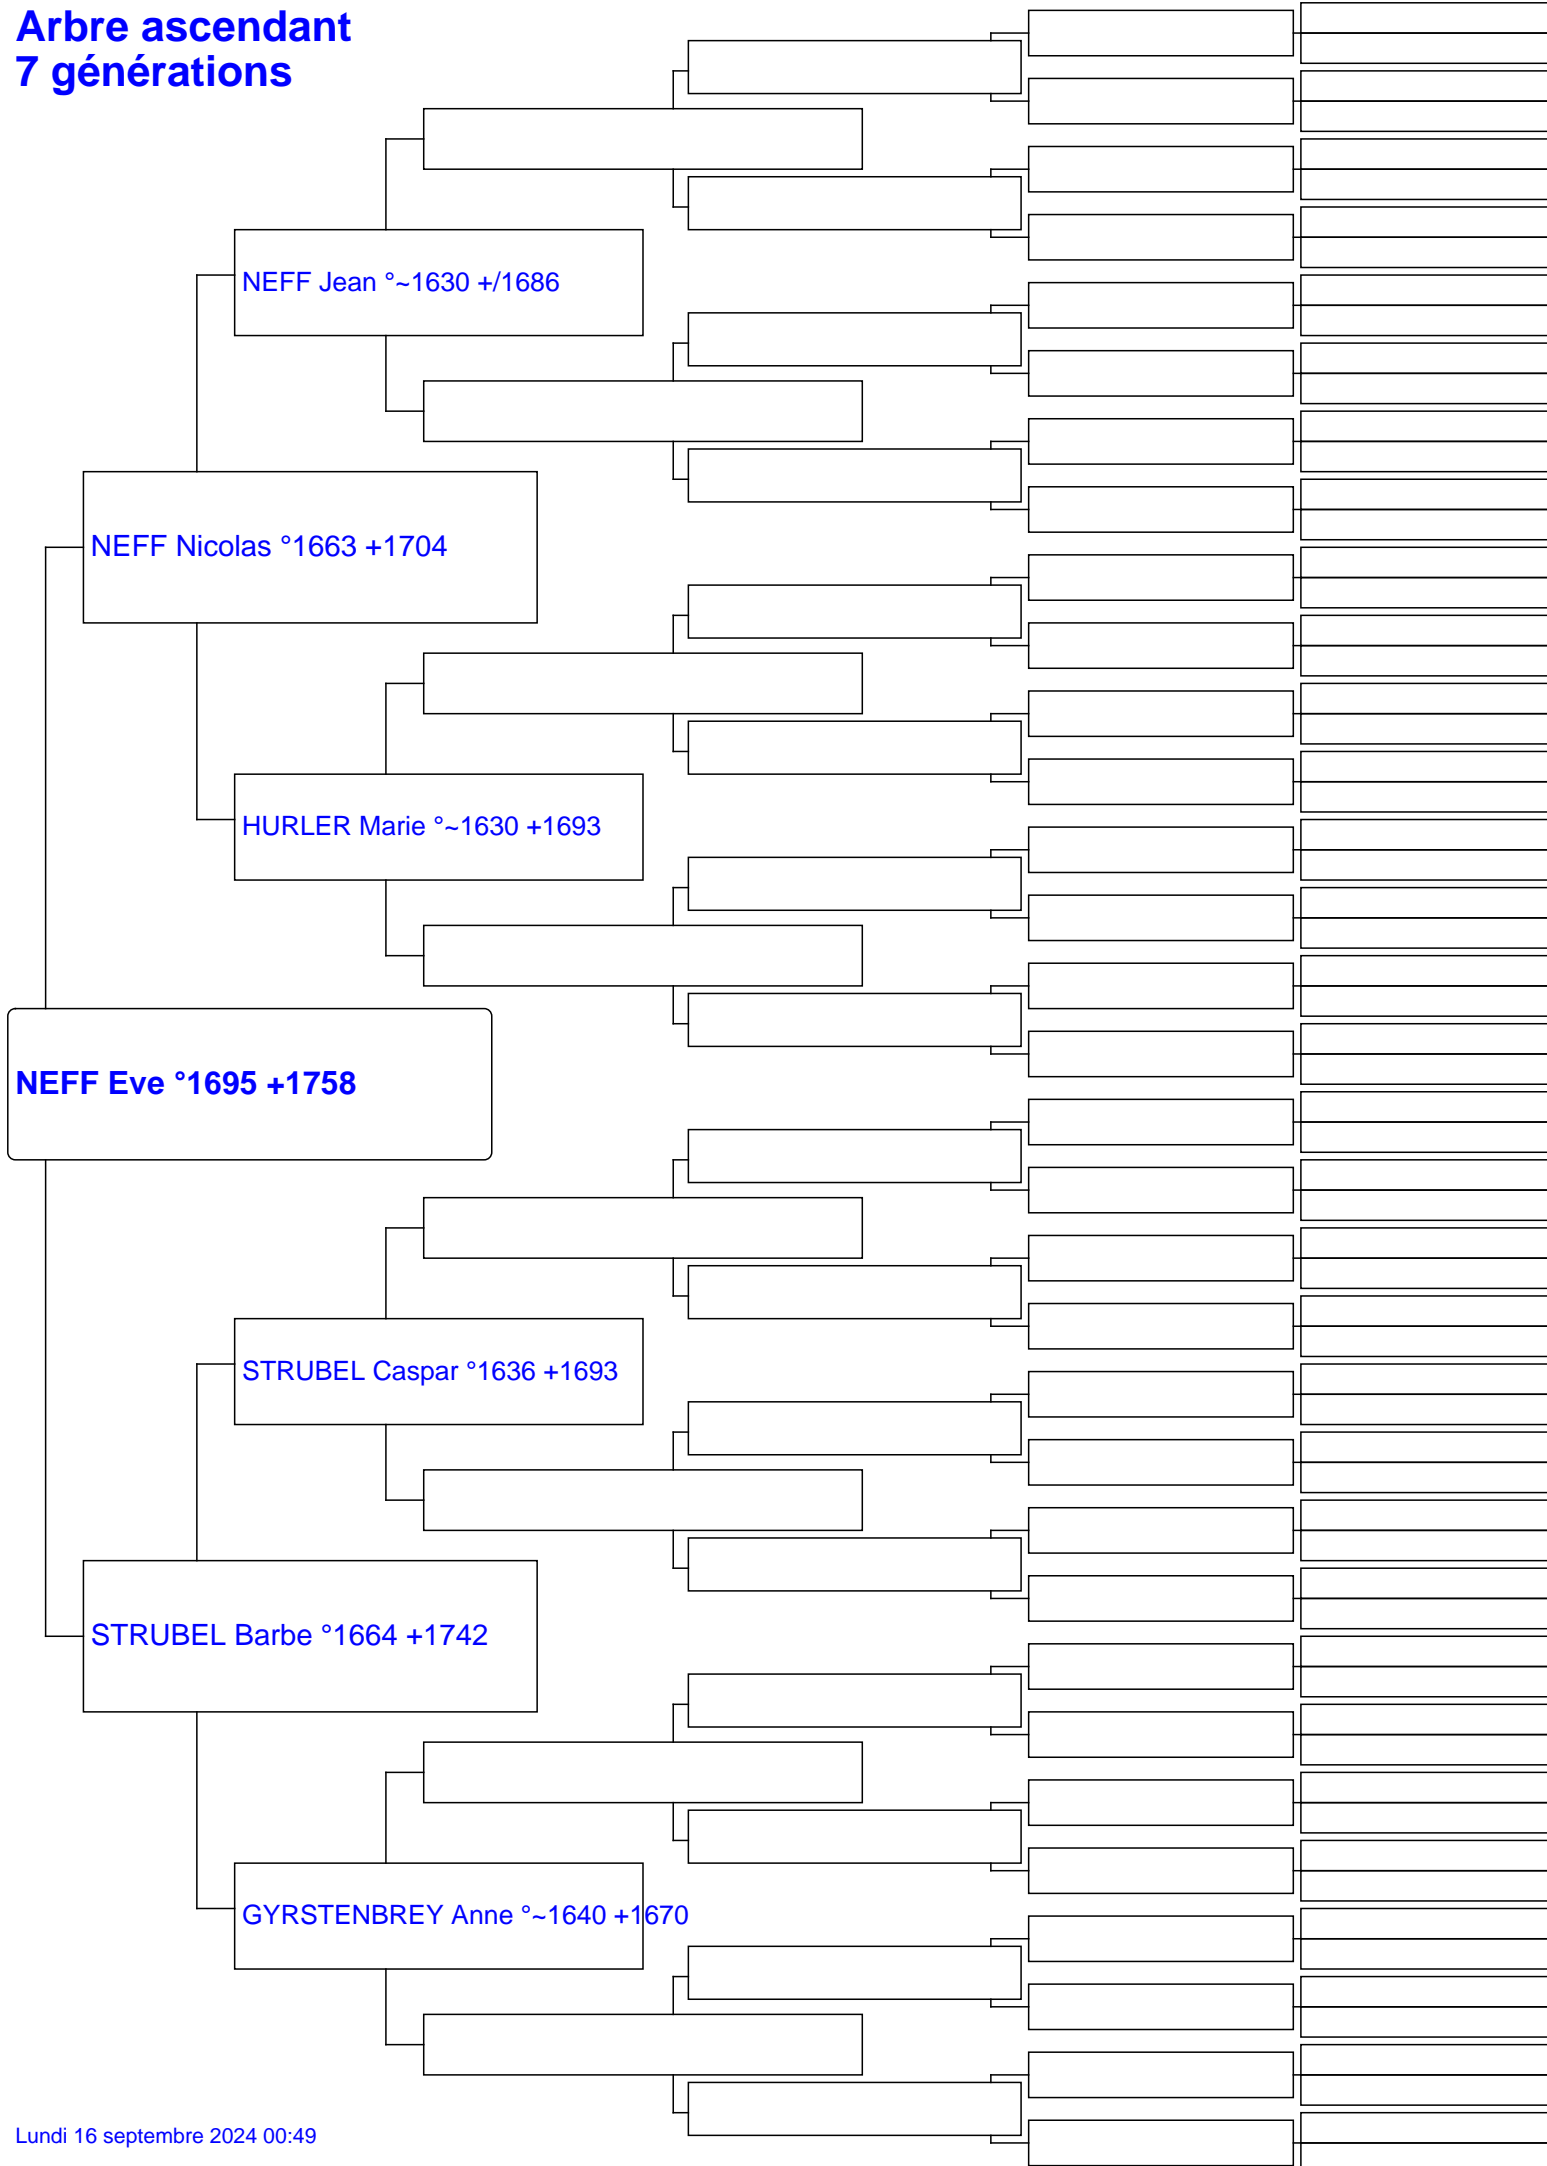 Arbre ascendant
7 générations
NEFF Jean °~1630 +/1686
NEFF Nicolas °1663 +1704
HURLER Marie °~1630 +1693
NEFF Eve °1695 +1758
STRUBEL Caspar °1636 +1693
STRUBEL Barbe °1664 +1742
GYRSTENBREY Anne °~1640 +1670
Lundi 16 septembre 2024 00:49